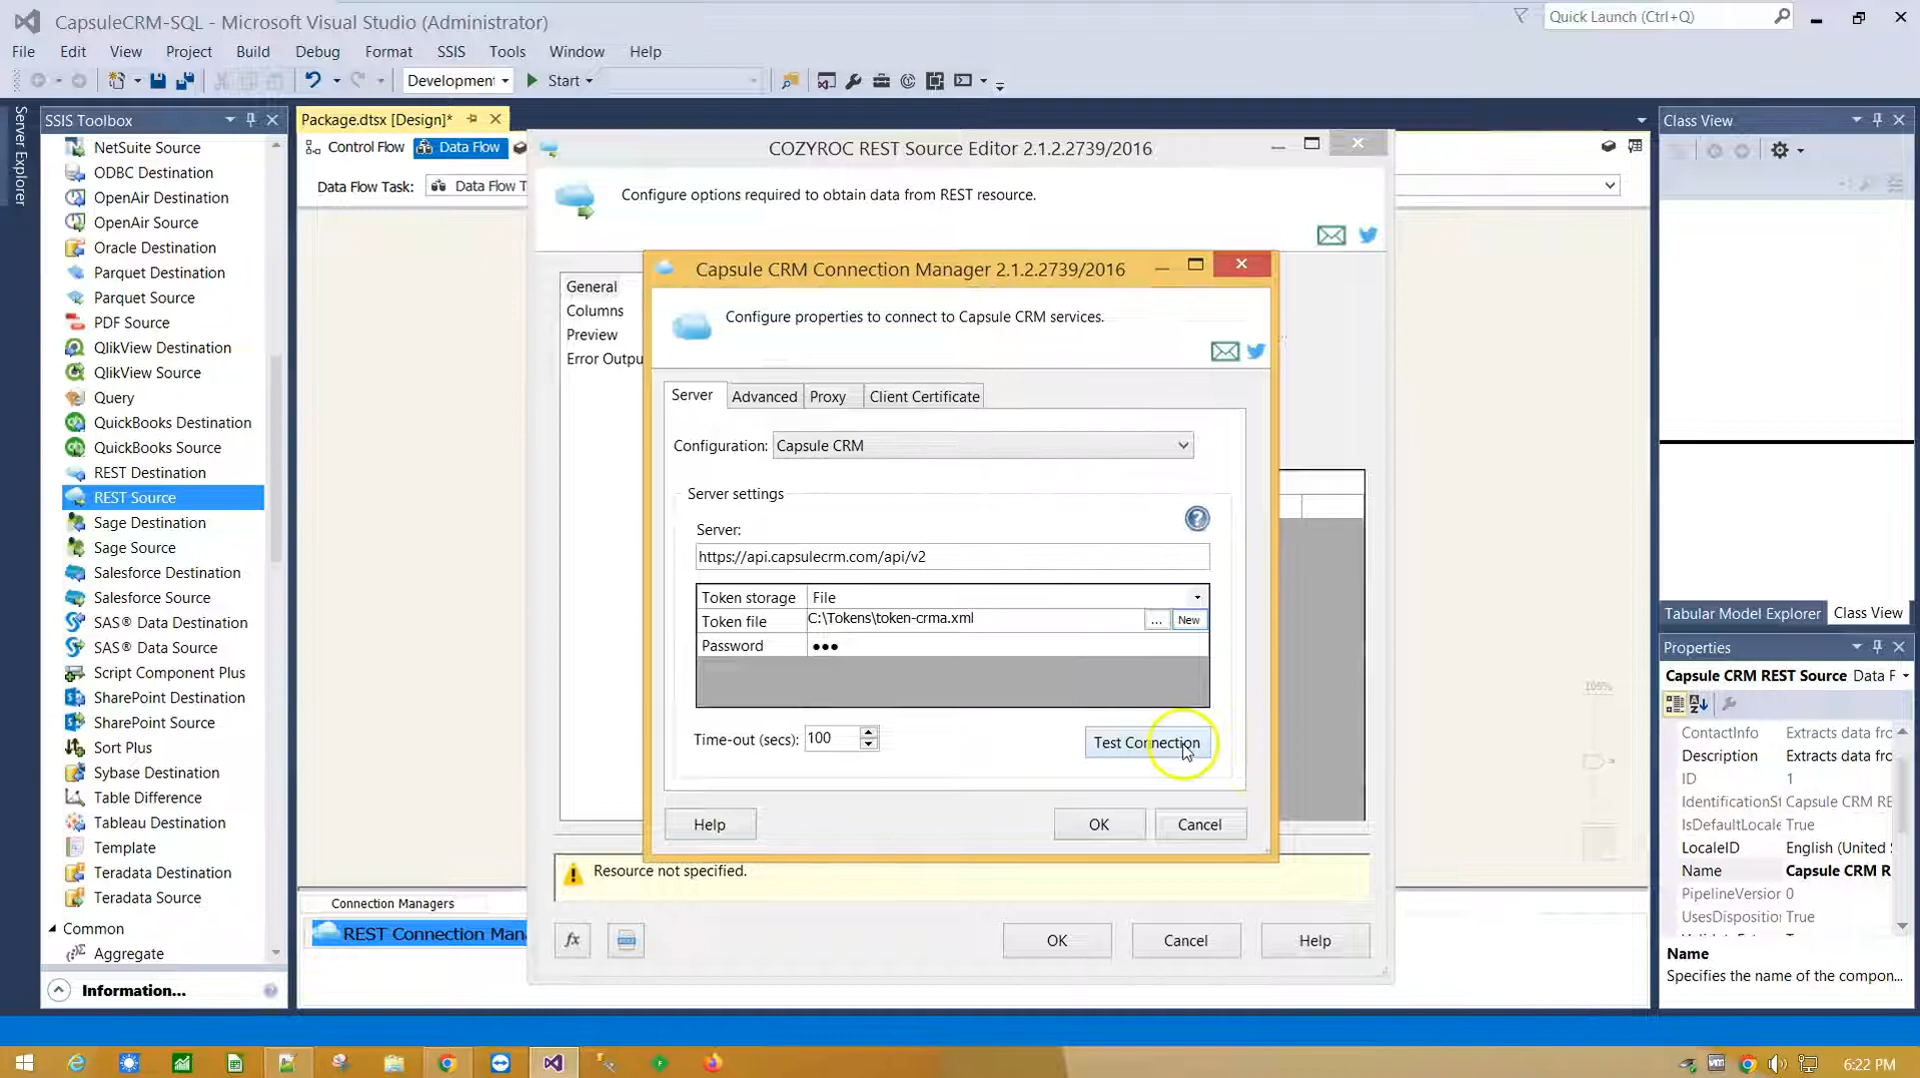 CapsuleCRM-SQL - Microsoft Visual Studio (Administrator)
Quick Launch (Ctrl+Q)
File Edit View Project Build Debug Format SSIS Tools Window Help
Development Start
Server Explorer
SSIS Toolbox
NetSuite Source
ODBC Destination
OpenAir Destination
OpenAir Source
Oracle Destination
Parquet Destination
Parquet Source
PDF Source
QlikView Destination
QlikView Source
Query
QuickBooks Destination
QuickBooks Source
REST Destination
REST Source
Sage Destination
Sage Source
Salesforce Destination
Salesforce Source
SAS® Data Destination
SAS® Data Source
Script Component Plus
SharePoint Destination
SharePoint Source
Sort Plus
Sybase Destination
Table Difference
Tableau Destination
Template
Teradata Destination
Teradata Source
Common
Aggregate
Information...
Package.dtsx [Design]*
Control Flow Data Flow
Data Flow Task: Data Flow T
COZYROC REST Source Editor 2.1.2.2739/2016
Configure options required to obtain data from REST resource.
General
Columns
Preview
Error Outpu
Capsule CRM Connection Manager 2.1.2.2739/2016
Configure properties to connect to Capsule CRM services.
Server Advanced Proxy Client Certificate
Configuration: Capsule CRM
Server settings
Server:
https://api.capsulecrm.com/api/v2
Token storage File
Token file C:\Tokens\token-crma.xml ... New
Password ●●●
Time-out (secs): 100 Test Connection
Help OK Cancel
Resource not specified.
fx OK Cancel Help
Connection Managers
REST Connection Man
100%
Class View
Tabular Model Explorer Class View
Properties
Capsule CRM REST Source Data F
ContactInfo Extracts data fro
Description Extracts data fro
ID 1
IdentificationSt Capsule CRM RE
IsDefaultLocale True
LocaleID English (United S
Name Capsule CRM R
PipelineVersion 0
UsesDispositio True
Name
Specifies the name of the compon...
6:22 PM